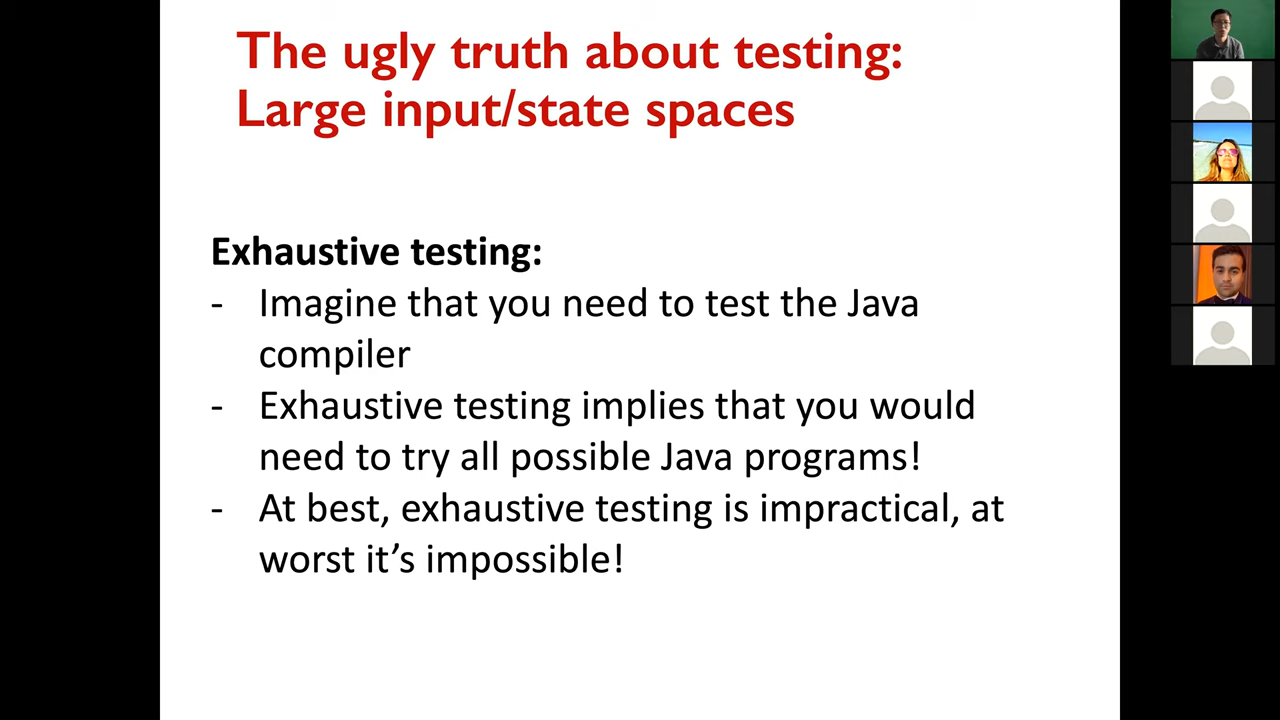 The ugly truth about testing:
Large input/state spaces
Exhaustive testing:
- Imagine that you need to test the Java
compiler
- Exhaustive testing implies that you would
need to try all possible Java programs!
- At best, exhaustive testing is impractical, at
worst it’s impossible!